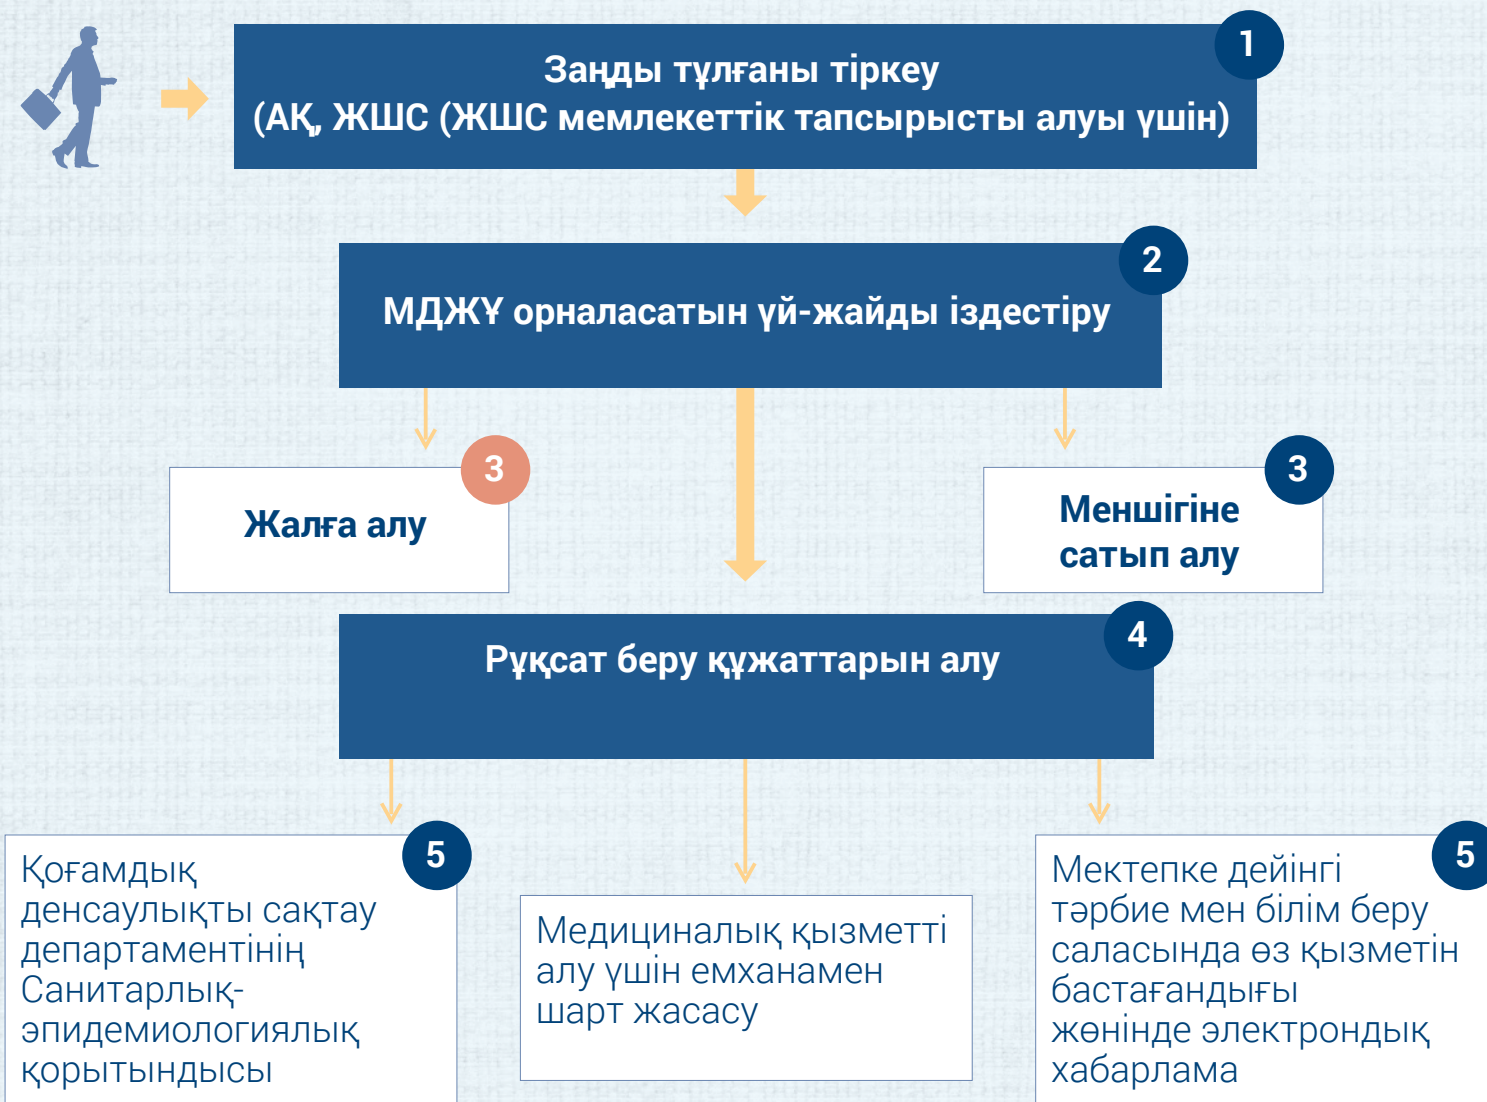 1
Заңды тұлғаны тіркеу
(АҚ, ЖШС (ЖШС мемлекеттік тапсырысты алуы үшін)
2
МДЖҰ орналасатын үй-жайды іздестіру
3
Жалға алу
3
Меншігіне
сатып алу
4
Рұқсат беру құжаттарын алу
5
Қоғамдық
денсаулықты сақтау
департаментінің
Санитарлық-
эпидемиологиялық
қорытындысы
Медициналық қызметті
алу үшін емханамен
шарт жасасу
5
Мектепке дейінгі
тәрбие мен білім беру
саласында өз қызметін
бастағандығы
жөнінде электрондық
хабарлама